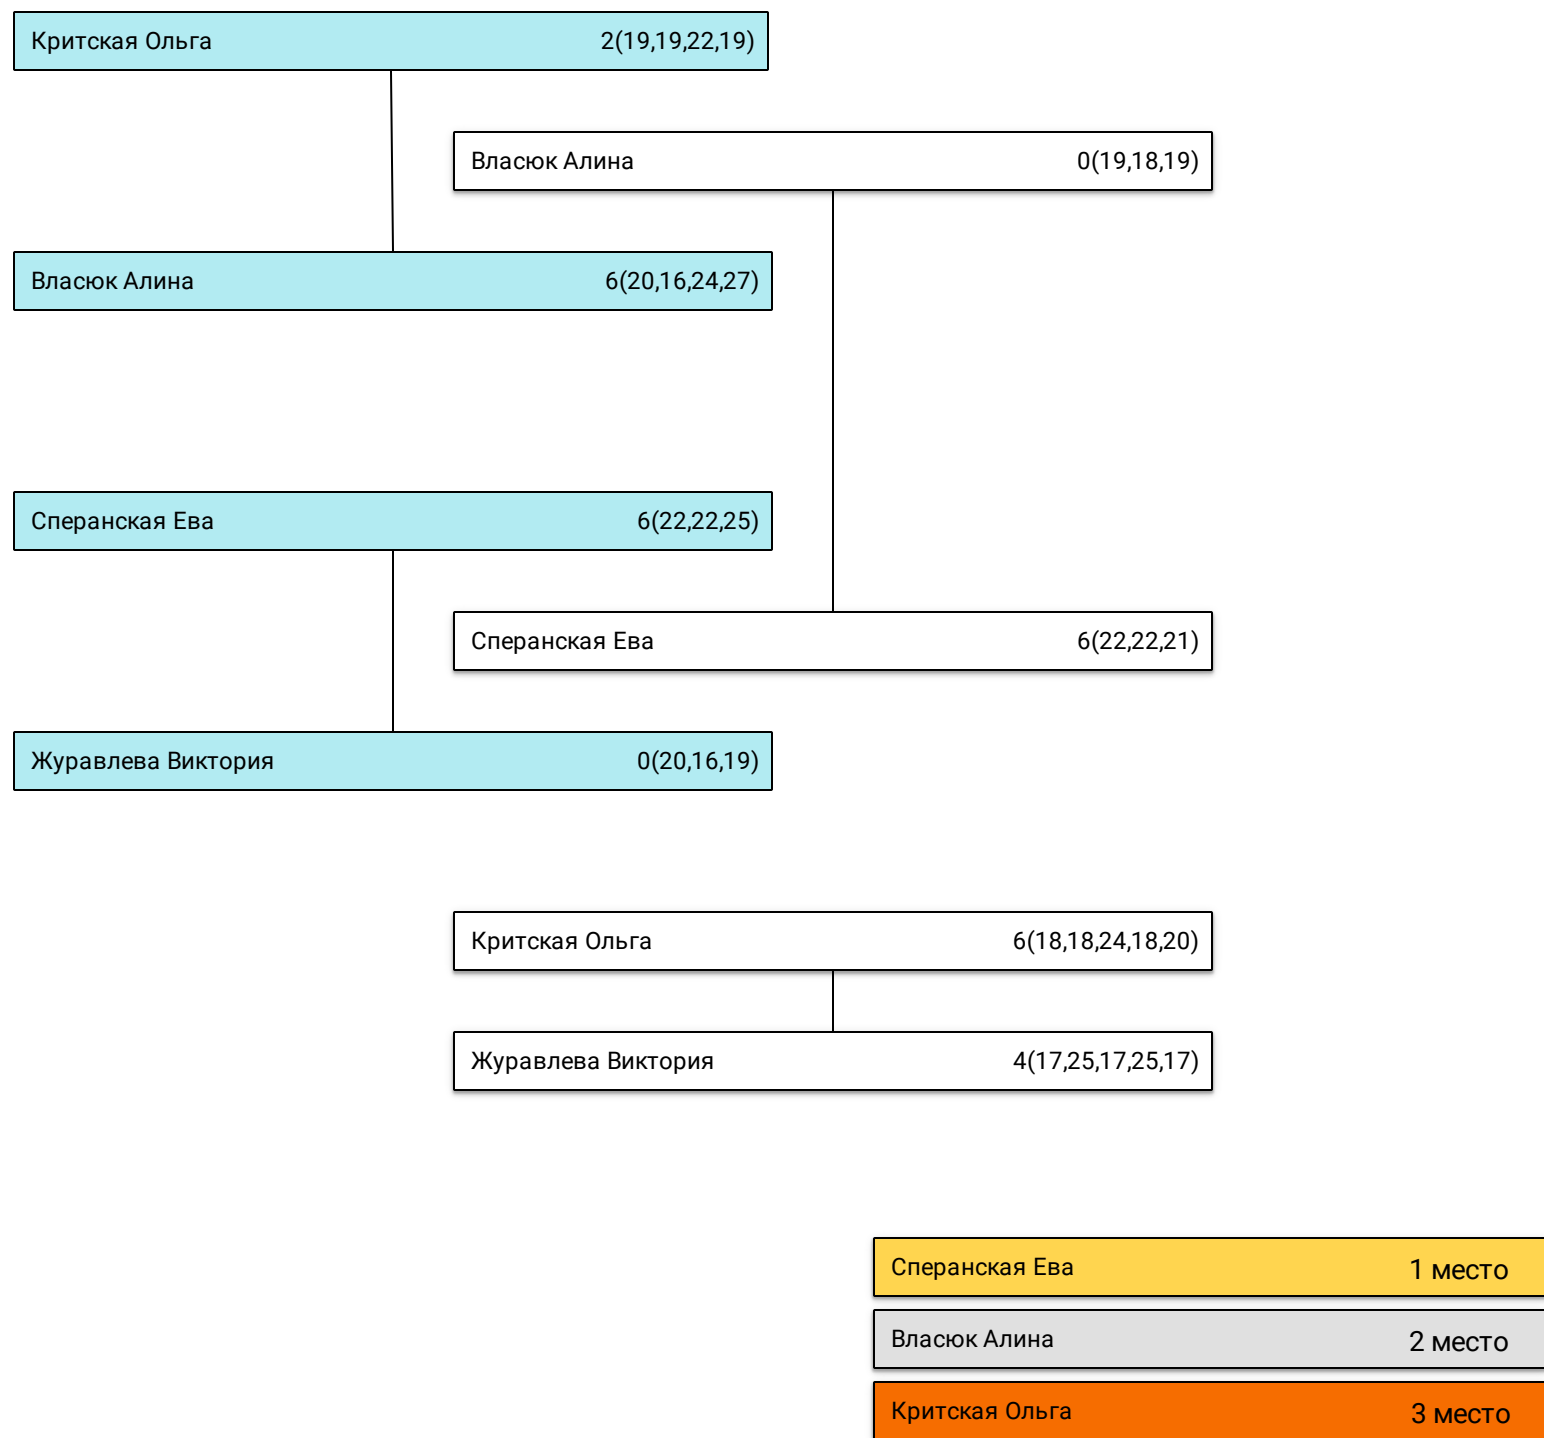 Критская Ольга 2(19,19,22,19)
Власюк Алина 0(19,18,19)
Власюк Алина 6(20,16,24,27)
Сперанская Ева 6(22,22,25)
Сперанская Ева 6(22,22,21)
Журавлева Виктория 0(20,16,19)
Критская Ольга 6(18,18,24,18,20)
Журавлева Виктория 4(17,25,17,25,17)
Сперанская Ева 1 место
Власюк Алина 2 место
Критская Ольга 3 место